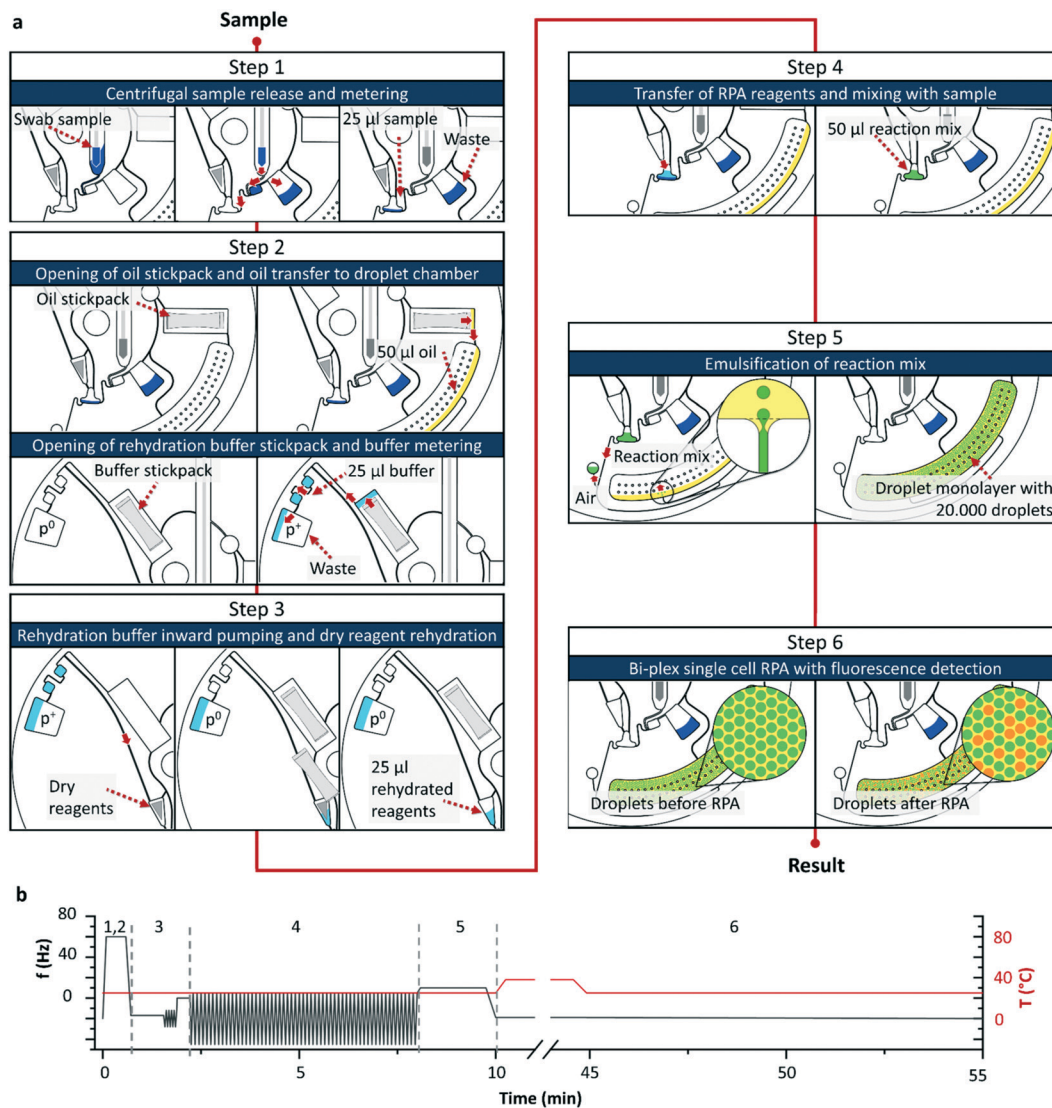 a
Sample
Step 1
Centrifugal sample release and metering
Swab sample
25 µl sample
Waste
Step 2
Opening of oil stickpack and oil transfer to droplet chamber
Oil stickpack
50 µl oil
Opening of rehydration buffer stickpack and buffer metering
Buffer stickpack
25 µl buffer
p⁰
p⁺
Waste
Step 3
Rehydration buffer inward pumping and dry reagent rehydration
p⁺
p⁰
p⁰
Dry
reagents
25 µl
rehydrated
reagents
Step 4
Transfer of RPA reagents and mixing with sample
50 µl reaction mix
Step 5
Emulsification of reaction mix
Reaction mix
Air
Droplet monolayer with
20.000 droplets
Step 6
Bi-plex single cell RPA with fluorescence detection
Droplets before RPA
Droplets after RPA
Result
b
1,2 3 4 5 6
f (Hz)
80
40
0
80
40
0
T (°C)
0 5 10 45 50 55
Time (min)